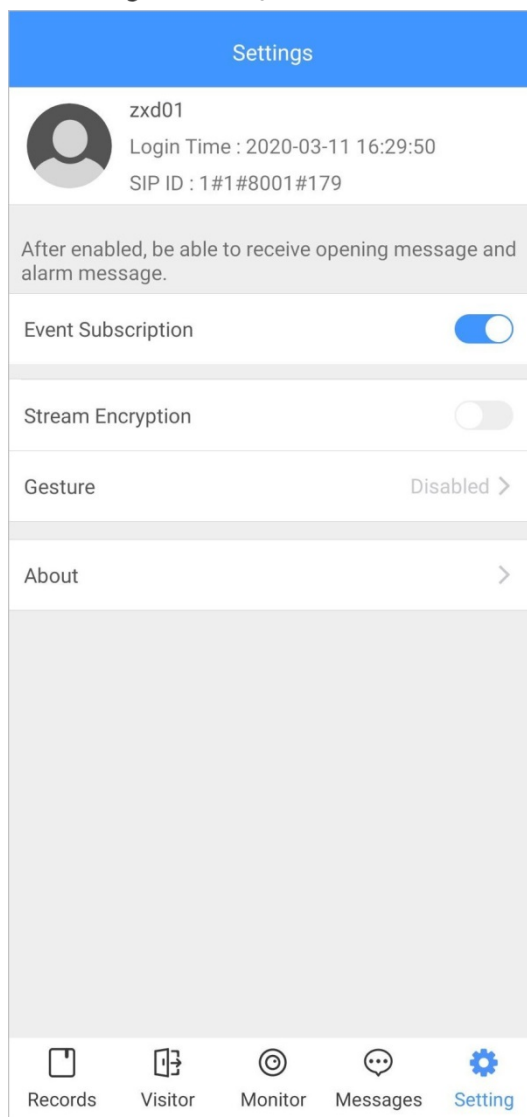 Settings
zxd01
Login Time : 2020-03-11 16:29:50
SIP ID : 1#1#8001#179
After enabled, be able to receive opening message and
alarm message.
Event Subscription
Stream Encryption
Gesture Disabled
About
Records Visitor Monitor Messages Setting